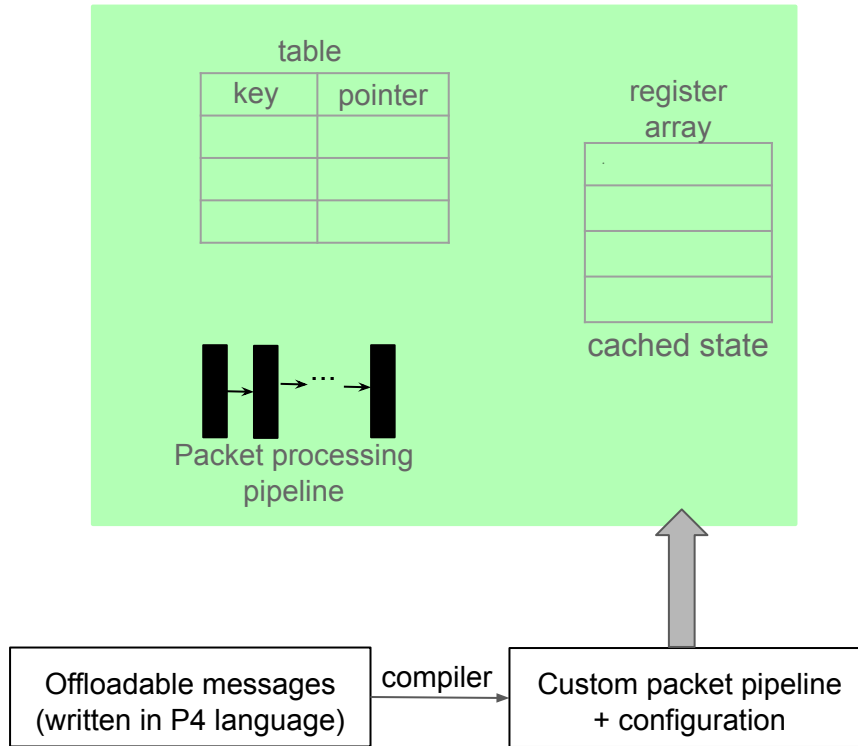 table
key
pointer
register
array
cached state
...
Packet processing
pipeline
Offloadable messages
(written in P4 language)
compiler
Custom packet pipeline
+ configuration